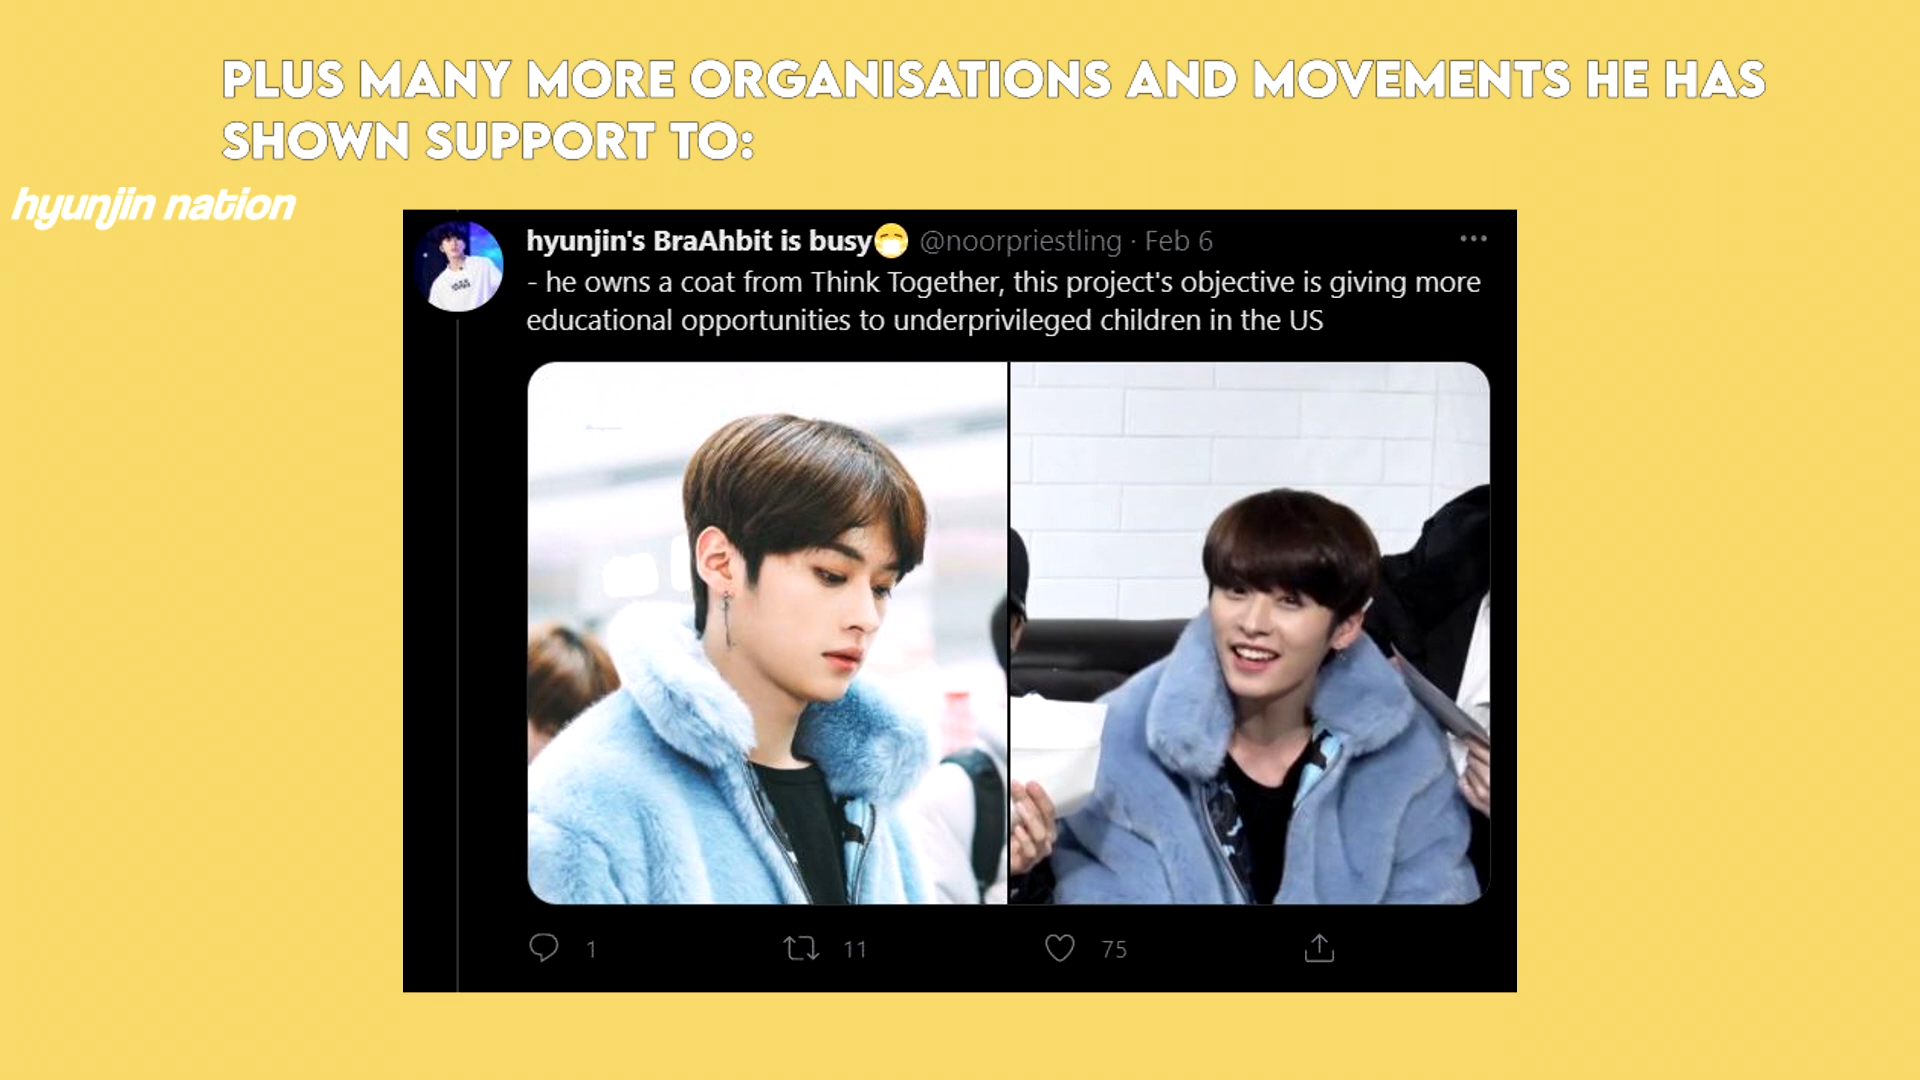 PLUS MANY MORE ORGANISATIONS AND MOVEMENTS HE HAS
SHOWN SUPPORT TO:
hyunjin nation
hyunjin's BraAhbit is busy😷 @noorpriestling · Feb 6
- he owns a coat from Think Together, this project's objective is giving more
educational opportunities to underprivileged children in the US
1 11 75